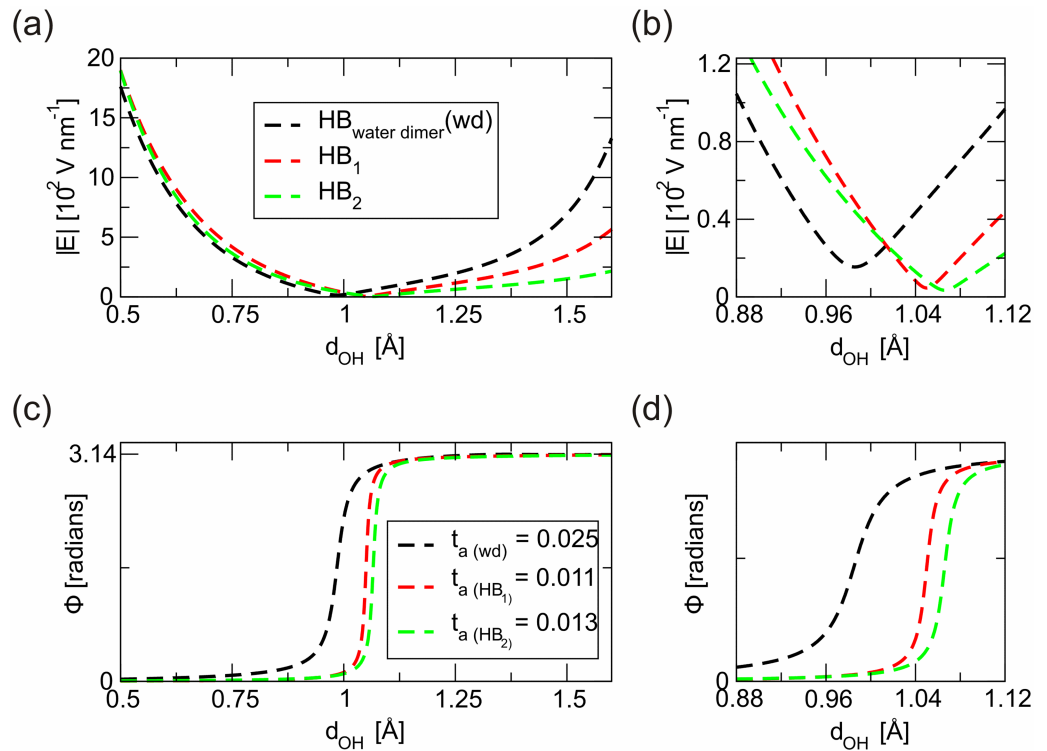 (a)
20
15
10
5
0
|E| [10² V nm⁻¹]
0.5
0.75
1
1.25
1.5
d_OH [Å]
HB_water dimer(wd)
HB₁
HB₂
(b)
1.2
0.8
0.4
0
|E| [10² V nm⁻¹]
0.88
0.96
1.04
1.12
d_OH [Å]
(c)
3.14
0
Φ [radians]
0.5
0.75
1
1.25
1.5
d_OH [Å]
t_a (wd) = 0.025
t_a (HB₁) = 0.011
t_a (HB₂) = 0.013
(d)
Φ [radians]
0.88
0.96
1.04
1.12
d_OH [Å]